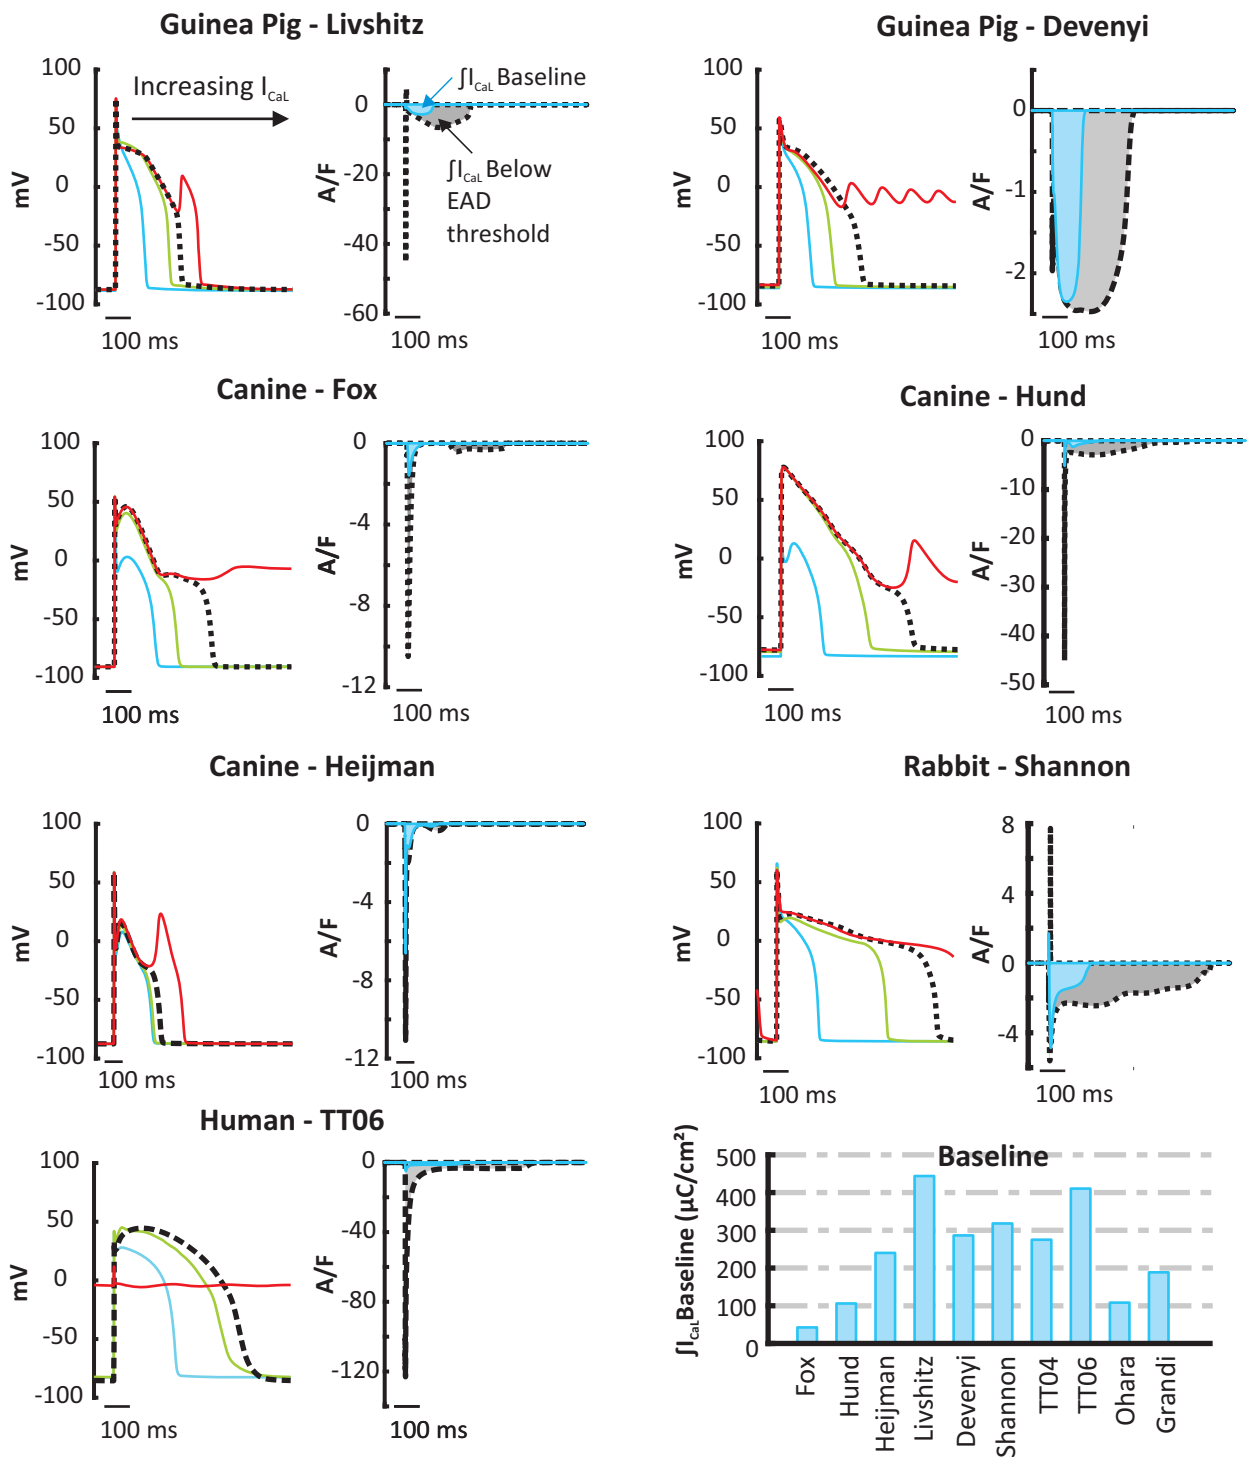 Guinea Pig - Livshitz
100
50
0
-50
-100
mV
Increasing I_CaL
100 ms
0
-20
-40
-60
A/F
∫I_CaL Baseline
∫I_CaL Below
EAD
threshold
100 ms
Guinea Pig - Devenyi
100
50
0
-50
-100
mV
100 ms
0
-1
-2
A/F
100 ms
Canine - Fox
100
50
0
-50
-100
mV
100 ms
0
-4
-8
-12
A/F
100 ms
Canine - Hund
100
50
0
-50
-100
mV
100 ms
0
-10
-20
-30
-40
-50
A/F
100 ms
Canine - Heijman
100
50
0
-50
-100
mV
100 ms
0
-4
-8
-12
A/F
100 ms
Rabbit - Shannon
100
50
0
-50
-100
mV
100 ms
8
4
0
-4
A/F
100 ms
Human - TT06
100
50
0
-50
-100
mV
100 ms
0
-40
-80
-120
A/F
100 ms
Baseline
∫I_CaL Baseline (µC/cm²)
500
400
300
200
100
0
Fox
Hund
Heijman
Livshitz
Devenyi
Shannon
TT04
TT06
Ohara
Grandi